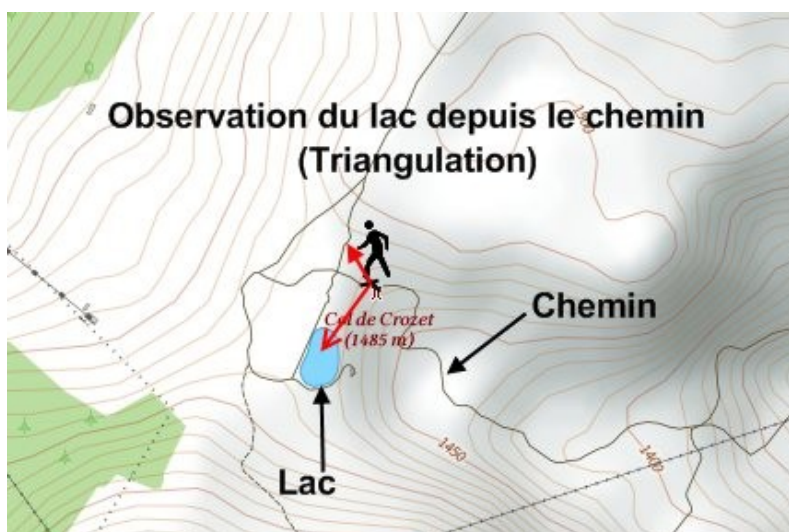 Observation du lac depuis le chemin
(Triangulation)
Col de Crozet
(1485 m)
Chemin
1450
1400
Lac